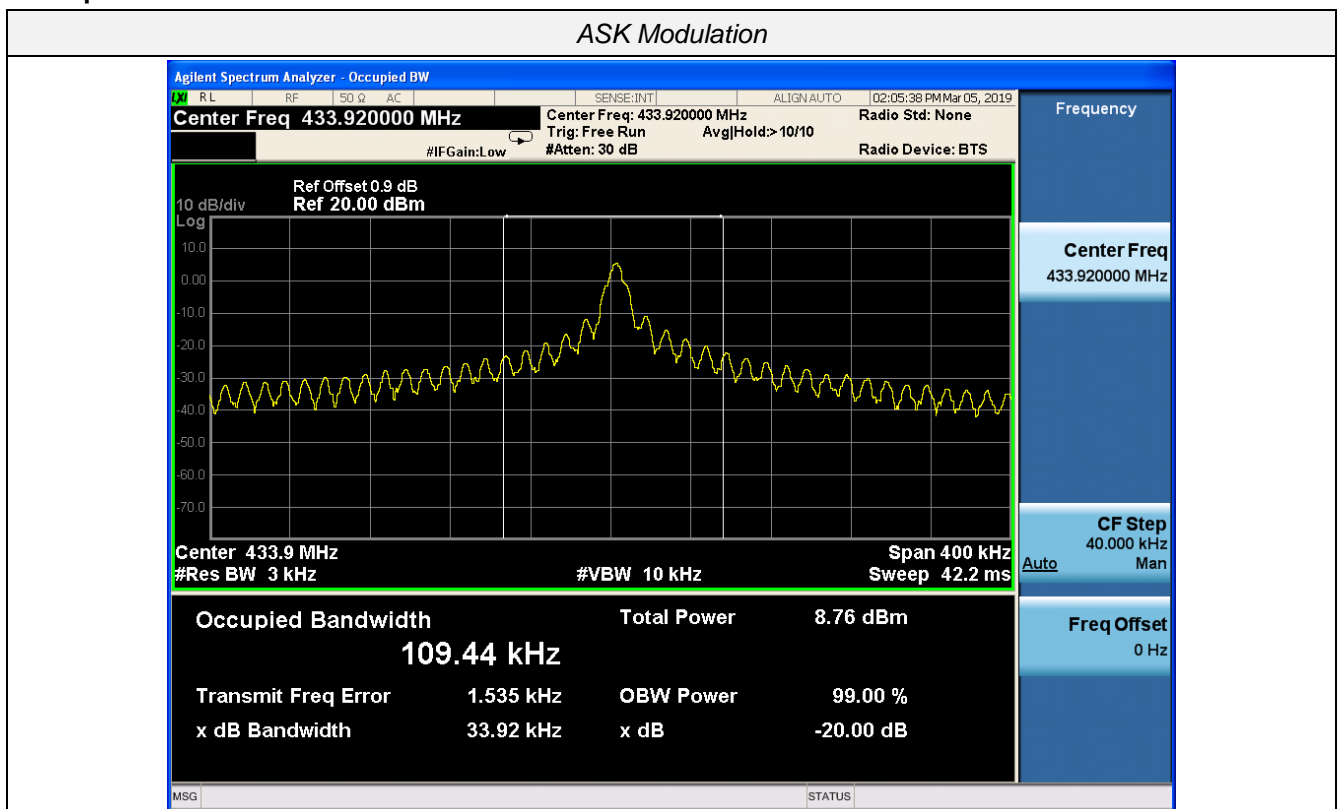 ASK Modulation
Agilent Spectrum Analyzer - Occupied BW
LXI RL RF 50 Ω AC SENSE:INT ALIGN AUTO 02:05:38 PM Mar 05, 2019
Center Freq 433.920000 MHz
Center Freq: 433.920000 MHz
Radio Std: None
Trig: Free Run Avg|Hold:>10/10
#IFGain:Low
#Atten: 30 dB
Radio Device: BTS
Ref Offset 0.9 dB
10 dB/div Ref 20.00 dBm
Log
10.0
0.00
-10.0
-20.0
-30.0
-40.0
-50.0
-60.0
-70.0
Center 433.9 MHz Span 400 kHz
#Res BW 3 kHz #VBW 10 kHz Sweep 42.2 ms
Occupied Bandwidth Total Power 8.76 dBm
109.44 kHz
Transmit Freq Error 1.535 kHz OBW Power 99.00 %
x dB Bandwidth 33.92 kHz x dB -20.00 dB
MSG STATUS
Frequency
Center Freq
433.920000 MHz
CF Step
40.000 kHz
Auto Man
Freq Offset
0 Hz